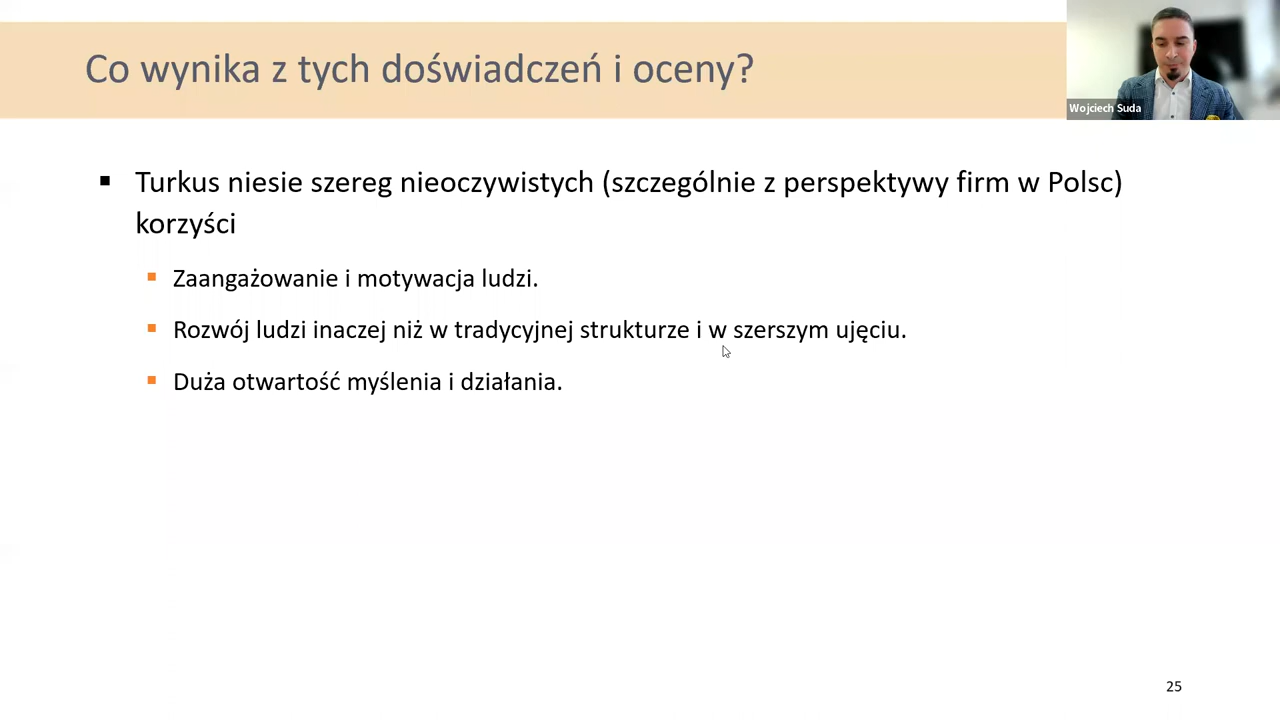 Co wynika z tych doświadczeń i oceny?
Wojciech Suda
▪ Turkus niesie szereg nieoczywistych (szczególnie z perspektywy firm w Polsc)
korzyści
▪ Zaangażowanie i motywacja ludzi.
▪ Rozwój ludzi inaczej niż w tradycyjnej strukturze i w szerszym ujęciu.
▪ Duża otwartość myślenia i działania.
25